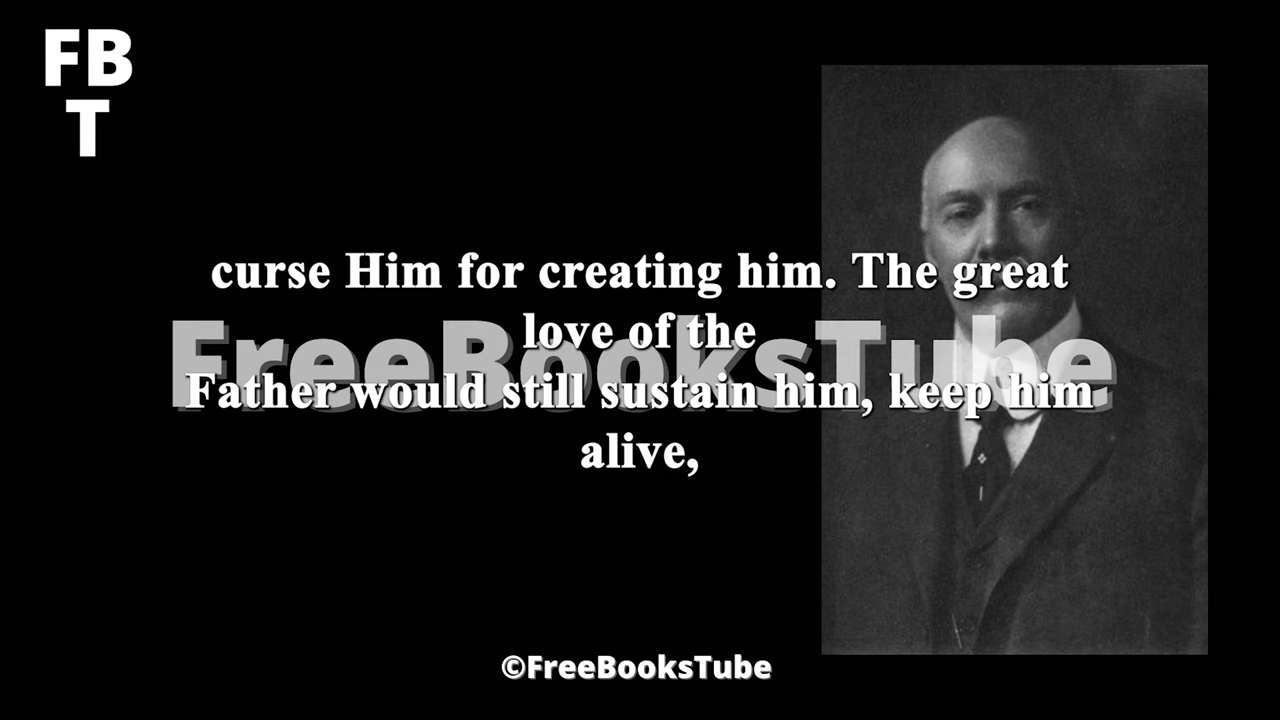 FB
T
curse Him for creating him. The great
love of the
FreeBooksTube
Father would still sustain him, keep him
alive,
©FreeBooksTube